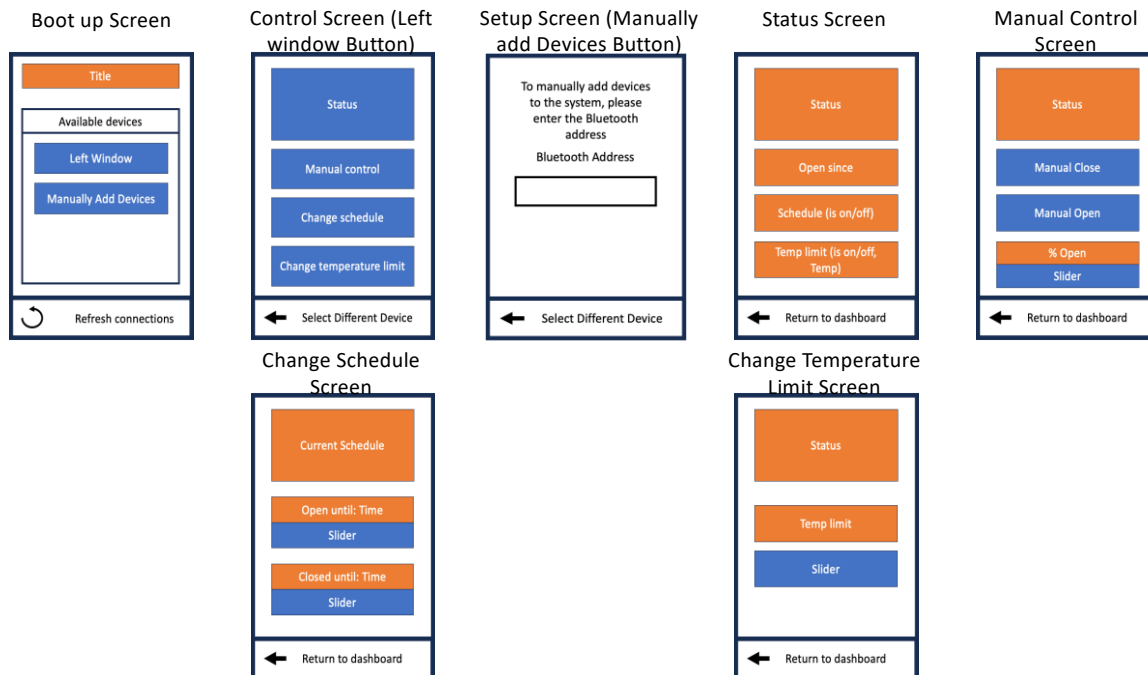 Boot up Screen
Title
Available devices
Left Window
Manually Add Devices
Refresh connections
Control Screen (Left
window Button)
Status
Manual control
Change schedule
Change temperature limit
Select Different Device
Setup Screen (Manually
add Devices Button)
To manually add devices
to the system, please
enter the Bluetooth
address
Bluetooth Address
Select Different Device
Status Screen
Status
Open since
Schedule (is on/off)
Temp limit (is on/off,
Temp)
Return to dashboard
Manual Control
Screen
Status
Manual Close
Manual Open
% Open
Slider
Return to dashboard
Change Schedule
Screen
Current Schedule
Open until: Time
Slider
Closed until: Time
Slider
Return to dashboard
Change Temperature
Limit Screen
Status
Temp limit
Slider
Return to dashboard